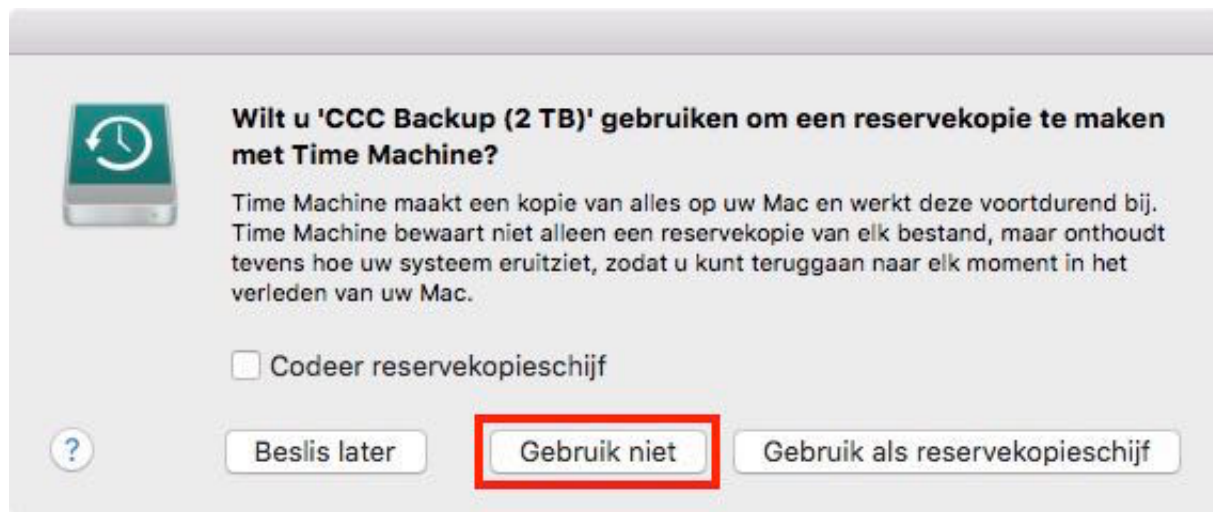 Wilt u 'CCC Backup (2 TB)' gebruiken om een reservekopie te maken
met Time Machine?
Time Machine maakt een kopie van alles op uw Mac en werkt deze voortdurend bij.
Time Machine bewaart niet alleen een reservekopie van elk bestand, maar onthoudt
tevens hoe uw systeem eruitziet, zodat u kunt teruggaan naar elk moment in het
verleden van uw Mac.
Codeer reservekopieschijf
? Beslis later Gebruik niet Gebruik als reservekopieschijf